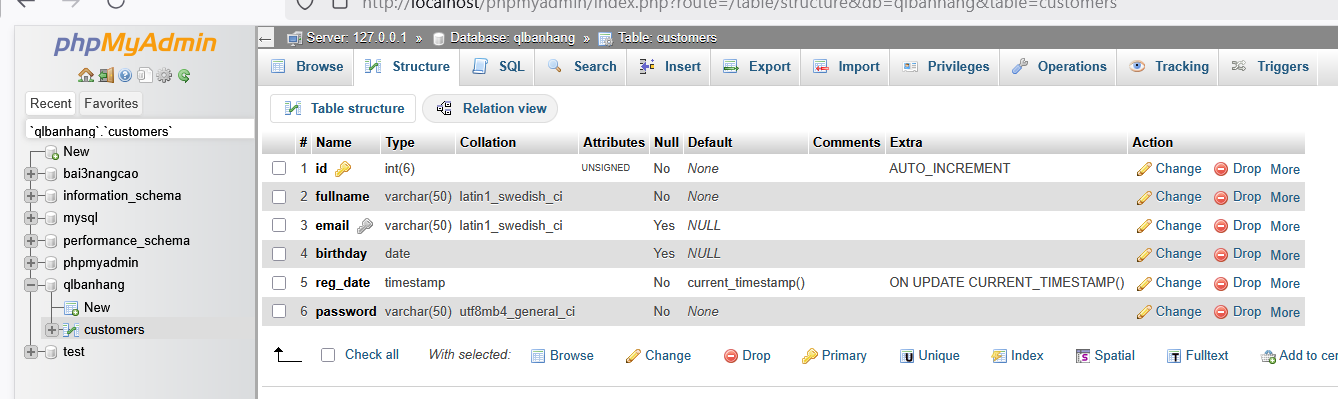 http://localhost/phpmyadmin/index.php?route=/table/structure&db=qlbanhang&table=customers
phpMyAdmin
Recent Favorites
`qlbanhang`.`customers`
New
bai3nangcao
information_schema
mysql
performance_schema
phpmyadmin
qlbanhang
New
customers
test
Server: 127.0.0.1 » Database: qlbanhang » Table: customers
Browse Structure SQL Search Insert Export Import Privileges Operations Tracking Triggers
Table structure Relation view
# Name Type Collation Attributes Null Default Comments Extra Action
1 id int(6) UNSIGNED No None AUTO_INCREMENT Change Drop More
2 fullname varchar(50) latin1_swedish_ci No None Change Drop More
3 email varchar(50) latin1_swedish_ci Yes NULL Change Drop More
4 birthday date Yes NULL Change Drop More
5 reg_date timestamp No current_timestamp() ON UPDATE CURRENT_TIMESTAMP() Change Drop More
6 password varchar(50) utf8mb4_general_ci No None Change Drop More
Check all With selected: Browse Change Drop Primary Unique Index Spatial Fulltext Add to cen